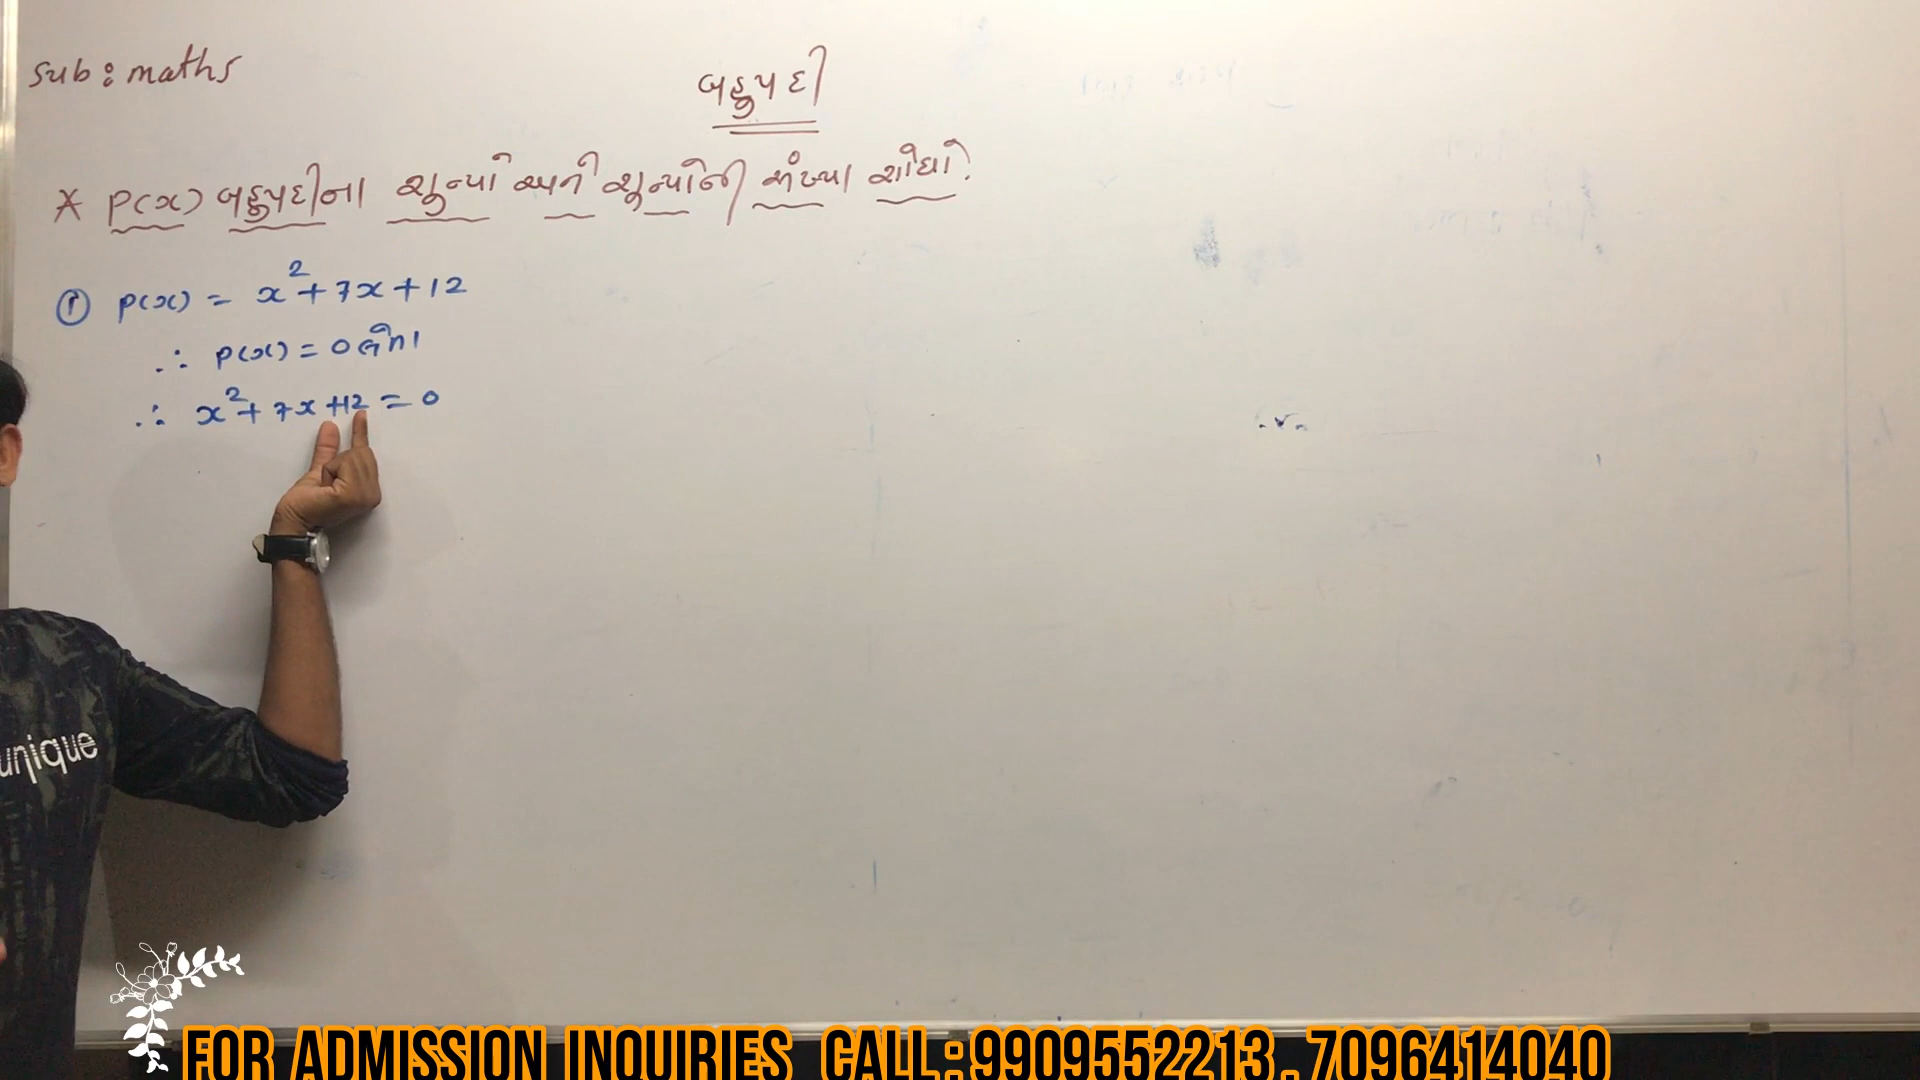 Sub : maths
બહુપદી
* P(x) બહુપદીના શૂન્યો અને શૂન્યોની સંખ્યા શોધો.
① P(x) = x² + 7x + 12
∴ P(x) = 0 લેતા
∴ x² + 7x + 12 = 0
unique
FOR ADMISSION INQUIRIES CALL : 9909552213 , 7096414040